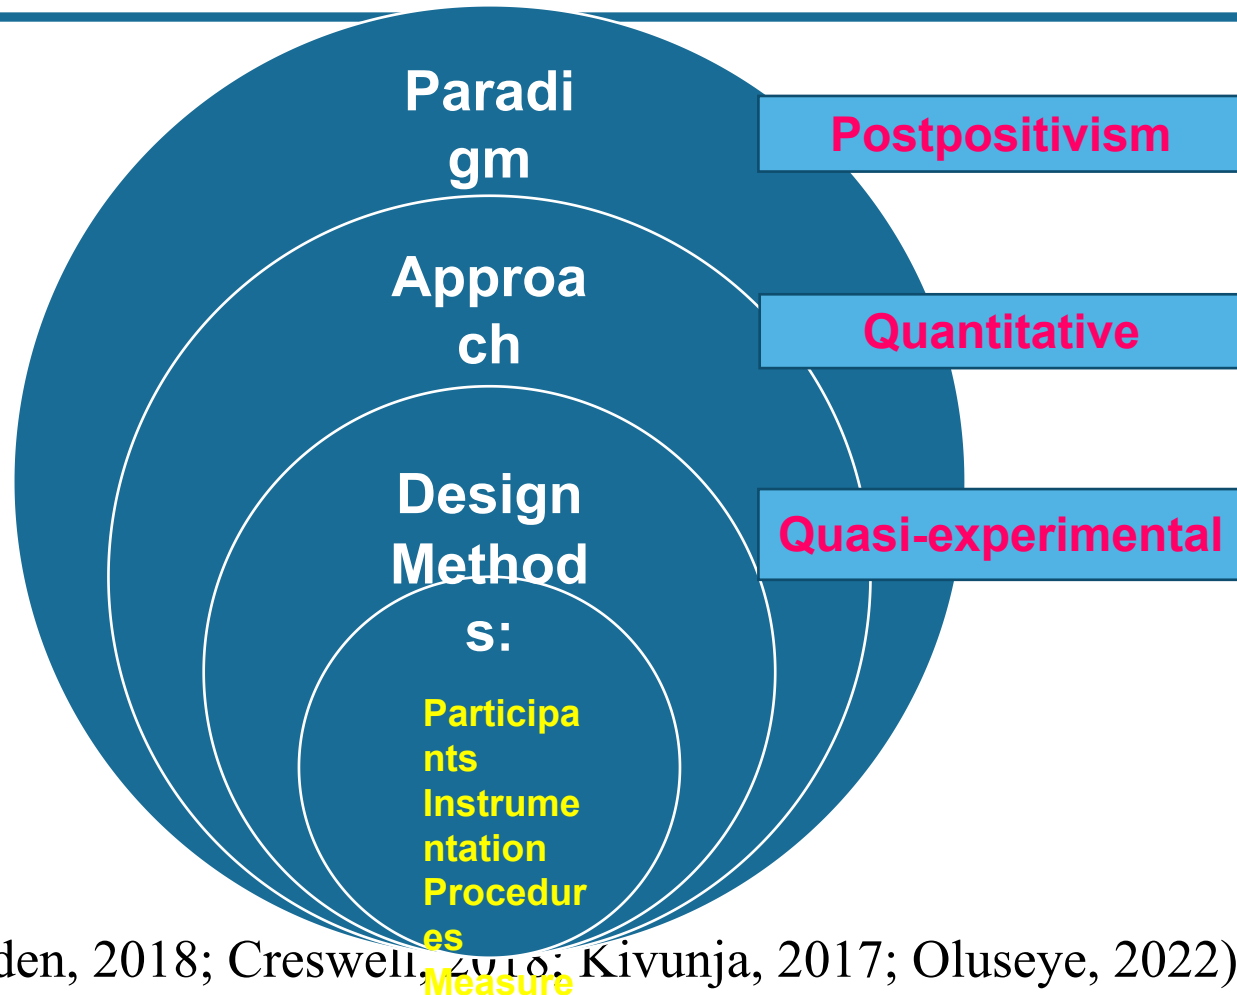 Paradi
gm
Postpositivism
Approa
ch
Quantitative
Design
Quasi-experimental
Method
s:
Participa
nts
Instrume
ntation
Procedur
es
den, 2018; Creswell, 2018; Kivunja, 2017; Oluseye, 2022)
Measure